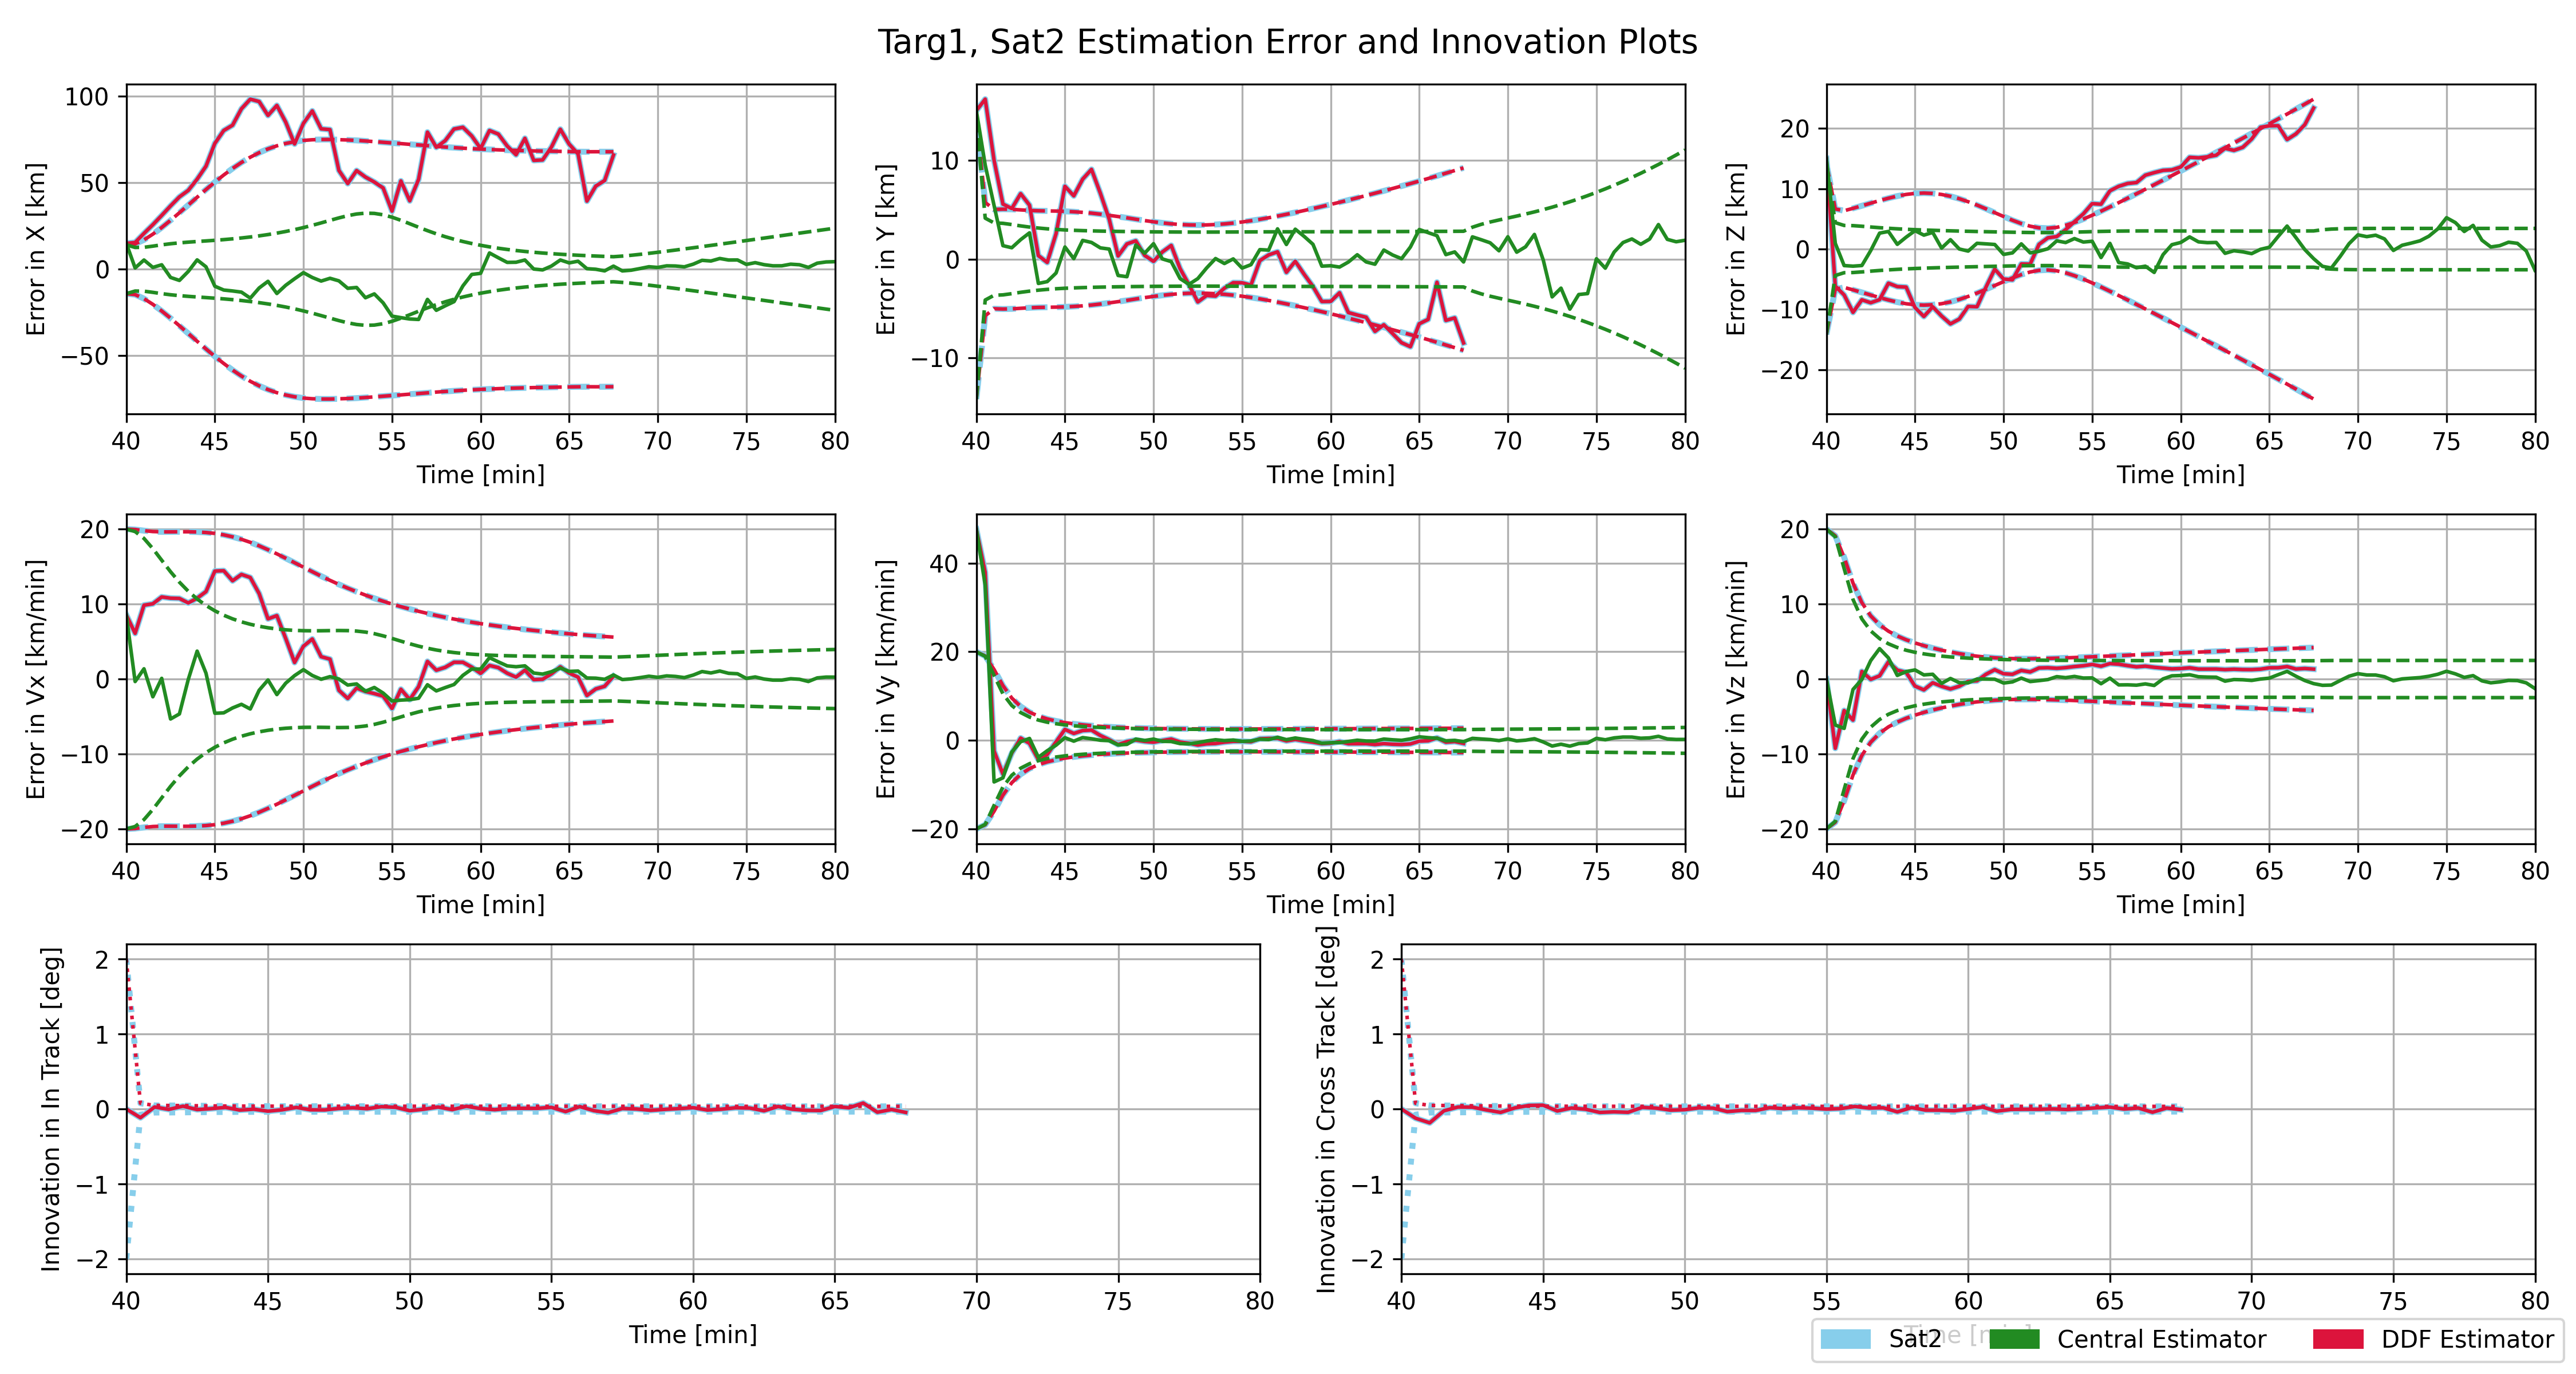 Targ1, Sat2 Estimation Error and Innovation Plots
Error in X [km]
100
50
0
−50
40 45 50 55 60 65 70 75 80
Time [min]
Error in Y [km]
10
0
−10
40 45 50 55 60 65 70 75 80
Time [min]
Error in Z [km]
20
10
0
−10
−20
40 45 50 55 60 65 70 75 80
Time [min]
Error in Vx [km/min]
20
10
0
−10
−20
40 45 50 55 60 65 70 75 80
Time [min]
Error in Vy [km/min]
40
20
0
−20
40 45 50 55 60 65 70 75 80
Time [min]
Error in Vz [km/min]
20
10
0
−10
−20
40 45 50 55 60 65 70 75 80
Time [min]
Innovation in In Track [deg]
2
1
0
−1
−2
40 45 50 55 60 65 70 75 80
Time [min]
Innovation in Cross Track [deg]
2
1
0
−1
−2
40 45 50 55 60 65 70 75 80
Time [min]
Sat2 Central Estimator DDF Estimator